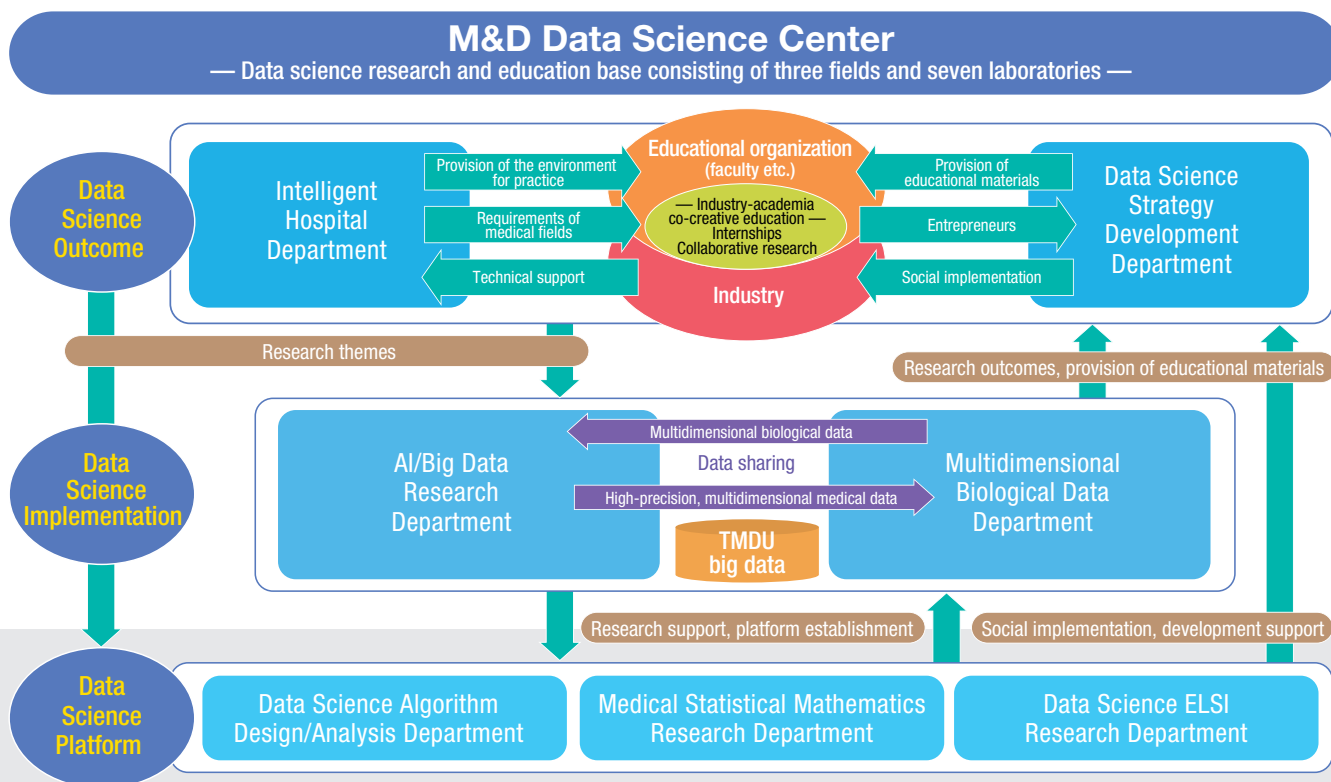 M&D Data Science Center
— Data science research and education base consisting of three fields and seven laboratories —
Data
Science
Outcome
Intelligent
Hospital
Department
Provision of the environment
for practice
Requirements of
medical fields
Technical support
Educational organization
(faculty etc.)
— Industry-academia
co-creative education —
Internships
Collaborative research
Industry
Provision of
educational materials
Entrepreneurs
Social implementation
Data Science
Strategy
Development
Department
Research themes
Research outcomes, provision of educational materials
Data
Science
Implementation
AI/Big Data
Research
Department
Multidimensional biological data
Data sharing
High-precision, multidimensional medical data
TMDU
big data
Multidimensional
Biological Data
Department
Research support, platform establishment
Social implementation, development support
Data
Science
Platform
Data Science Algorithm
Design/Analysis Department
Medical Statistical Mathematics
Research Department
Data Science ELSI
Research Department